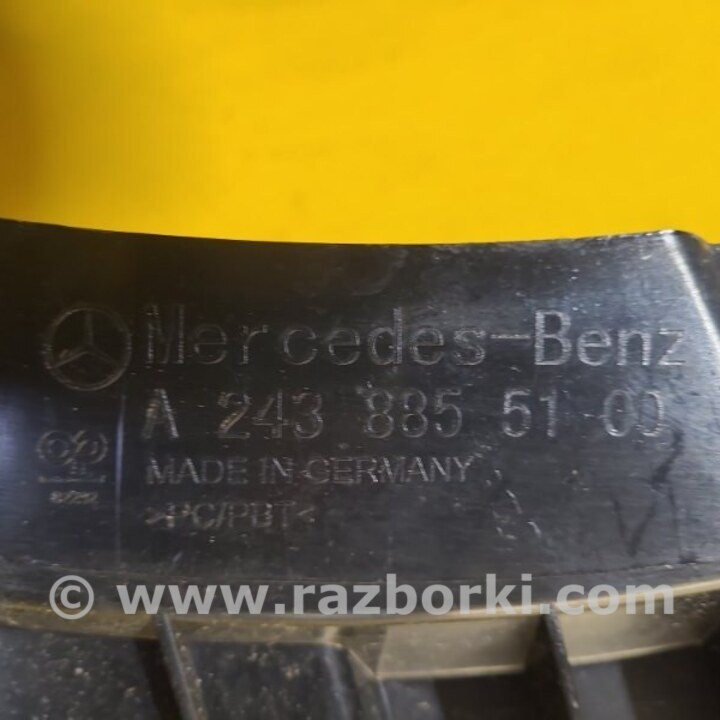 Mercedes-Benz
A 243 885 51 00
MADE IN GERMANY
>PC/PBT<
© www.razborki.com